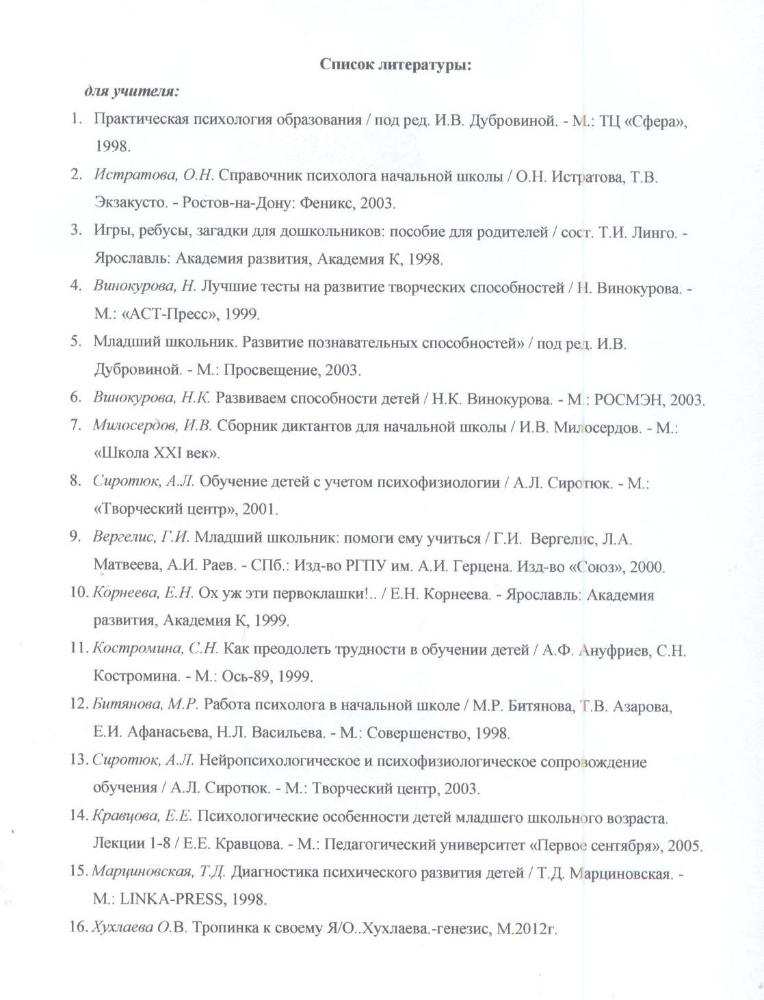 Список литературы:
для учителя:
1. Практическая психология образования / под ред. И.В. Дубровиной. - М.: ТЦ «Сфера»,
1998.
2. Истратова, О.Н. Справочник психолога начальной школы / О.Н. Истратова, Т.В.
Экзакусто. - Ростов-на-Дону: Феникс, 2003.
3. Игры, ребусы, загадки для дошкольников: пособие для родителей / сост. Т.И. Линго. -
Ярославль: Академия развития, Академия К, 1998.
4. Винокурова, Н. Лучшие тесты на развитие творческих способностей / Н. Винокурова. -
М.: «АСТ-Пресс», 1999.
5. Младший школьник. Развитие познавательных способностей» / под ред. И.В.
Дубровиной. - М.: Просвещение, 2003.
6. Винокурова, Н.К. Развиваем способности детей / Н.К. Винокурова. - М.: РОСМЭН, 2003.
7. Милосердов, И.В. Сборник диктантов для начальной школы / И.В. Милосердов. - М.:
«Школа XXI век».
8. Сиротюк, А.Л. Обучение детей с учетом психофизиологии / А.Л. Сиротюк. - М.:
«Творческий центр», 2001.
9. Вергелис, Г.И. Младший школьник: помоги ему учиться / Г.И. Вергелис, Л.А.
Матвеева, А.И. Раев. - СПб.: Изд-во РГПУ им. А.И. Герцена. Изд-во «Союз», 2000.
10. Корнеева, Е.Н. Ох уж эти первоклашки!.. / Е.Н. Корнеева. - Ярославль: Академия
развития, Академия К, 1999.
11. Костромина, С.Н. Как преодолеть трудности в обучении детей / А.Ф. Ануфриев, С.Н.
Костромина. - М.: Ось-89, 1999.
12. Битянова, М.Р. Работа психолога в начальной школе / М.Р. Битянова, Т.В. Азарова,
Е.И. Афанасьева, Н.Л. Васильева. - М.: Совершенство, 1998.
13. Сиротюк, А.Л. Нейропсихологическое и психофизиологическое сопровождение
обучения / А.Л. Сиротюк. - М.: Творческий центр, 2003.
14. Кравцова, Е.Е. Психологические особенности детей младшего школьного возраста.
Лекции 1-8 / Е.Е. Кравцова. - М.: Педагогический университет «Первое сентября», 2005.
15. Марциновская, Т.Д. Диагностика психического развития детей / Т.Д. Марциновская. -
М.: LINKA-PRESS, 1998.
16. Хухлаева О.В. Тропинка к своему Я/О..Хухлаева.-генезис, М.2012г.